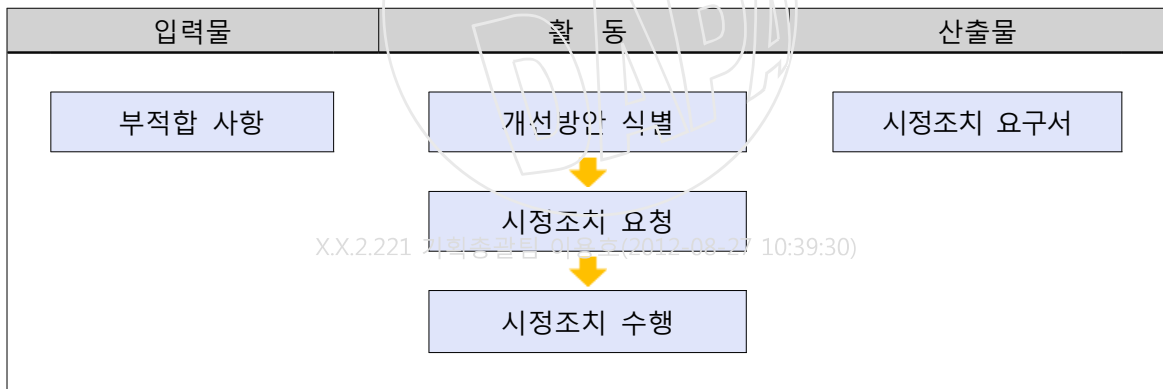 입력물 활 동 산출물
부적합 사항 개선방안 식별 시정조치 요구서
시정조치 요청
X.X.2.221 기획총괄팀 이용호(2012-08-27 10:39:30)
시정조치 수행
DAPA